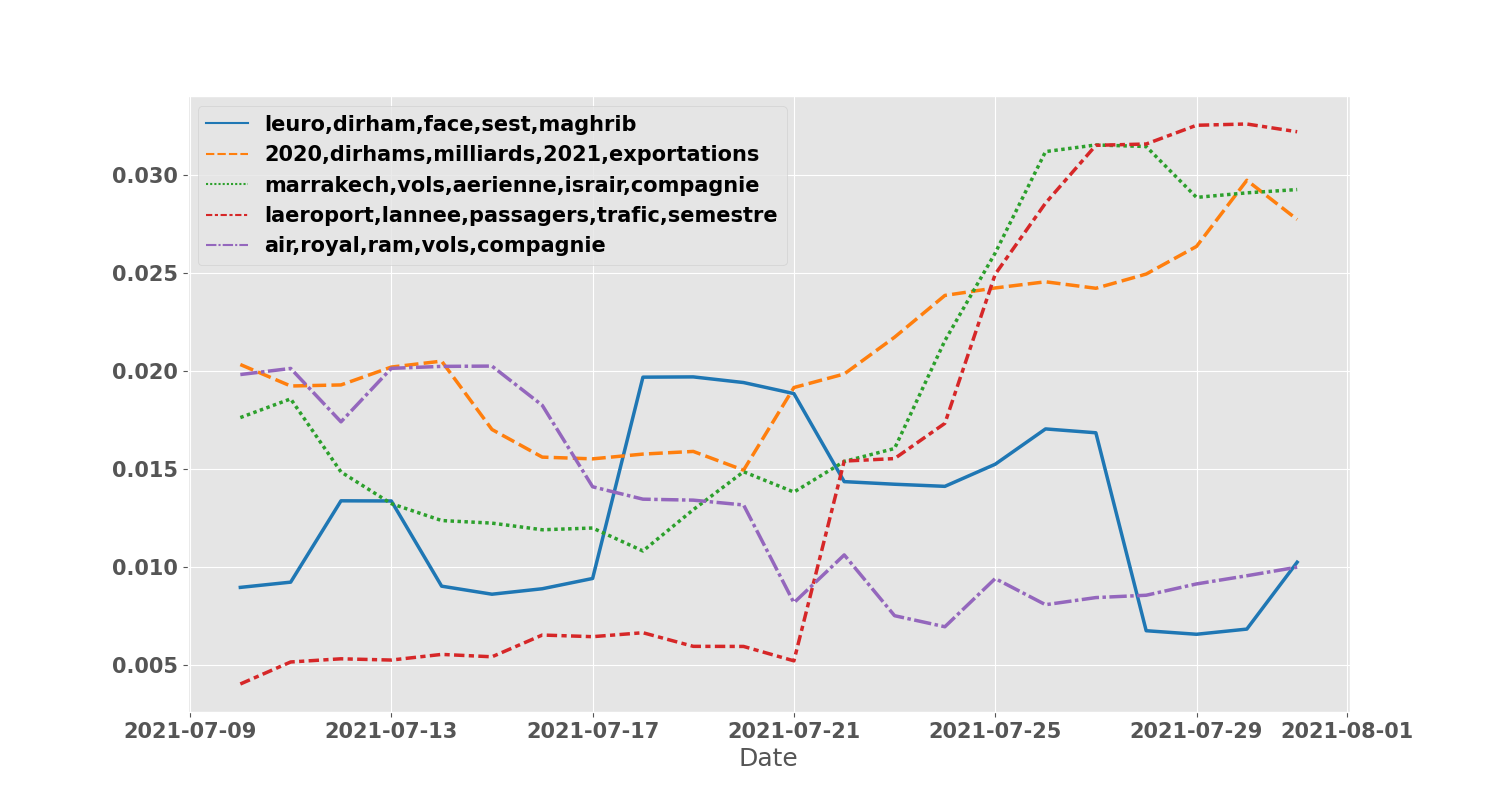 leuro,dirham,face,sest,maghrib
2020,dirhams,milliards,2021,exportations
marrakech,vols,aerienne,israir,compagnie
laeroport,lannee,passagers,trafic,semestre
air,royal,ram,vols,compagnie
0.030
0.025
0.020
0.015
0.010
0.005
2021-07-09 2021-07-13 2021-07-17 2021-07-21 2021-07-25 2021-07-29 2021-08-01
Date